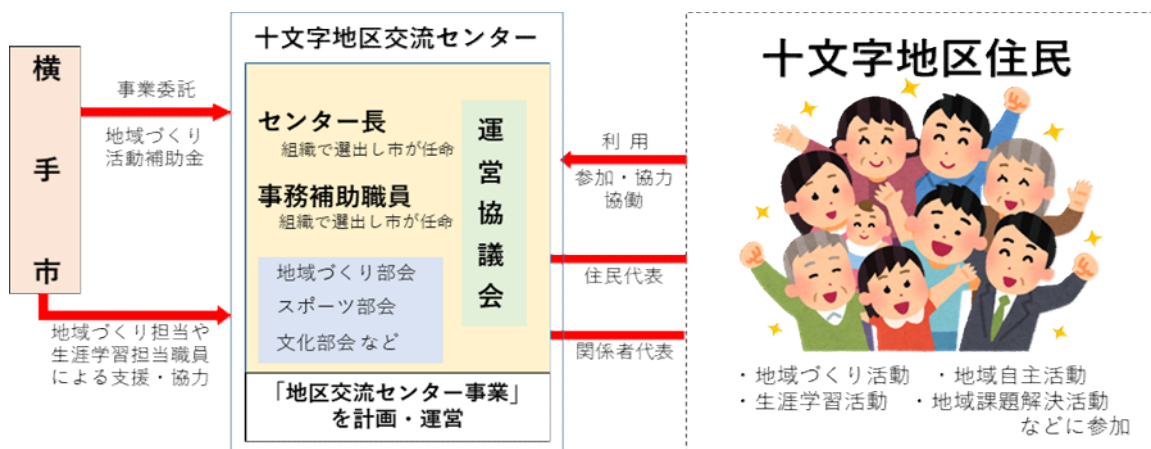 横手市
事業委託
地域づくり
活動補助金
地域づくり担当や
生涯学習担当職員
による支援・協力
十文字地区交流センター
センター長
組織で選出し市が任命
事務補助職員
組織で選出し市が任命
地域づくり部会
スポーツ部会
文化部会 など
運営協議会
「地区交流センター事業」
を計画・運営
利 用
参加・協力
協働
住民代表
関係者代表
十文字地区住民
・地域づくり活動 ・地域自主活動
・生涯学習活動 ・地域課題解決活動
などに参加